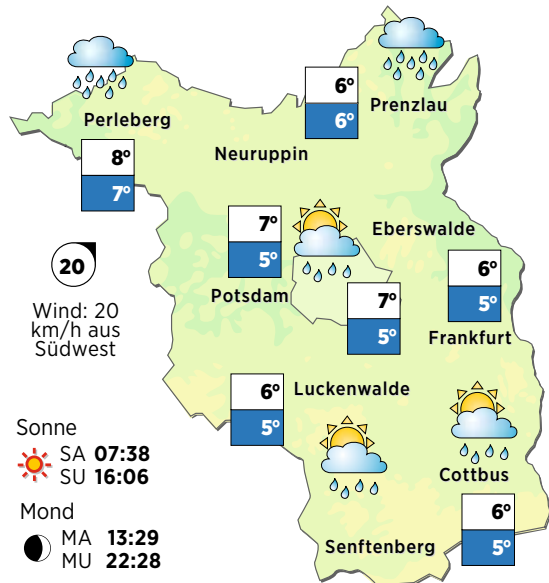 6°
6°
Prenzlau
Perleberg
8°
7°
Neuruppin
7°
5°
Potsdam
Eberswalde
6°
5°
Frankfurt
20
Wind: 20
km/h aus
Südwest
7°
5°
6°
5°
Luckenwalde
Cottbus
6°
5°
Senftenberg
Sonne
SA 07:38
SU 16:06
Mond
MA 13:29
MU 22:28